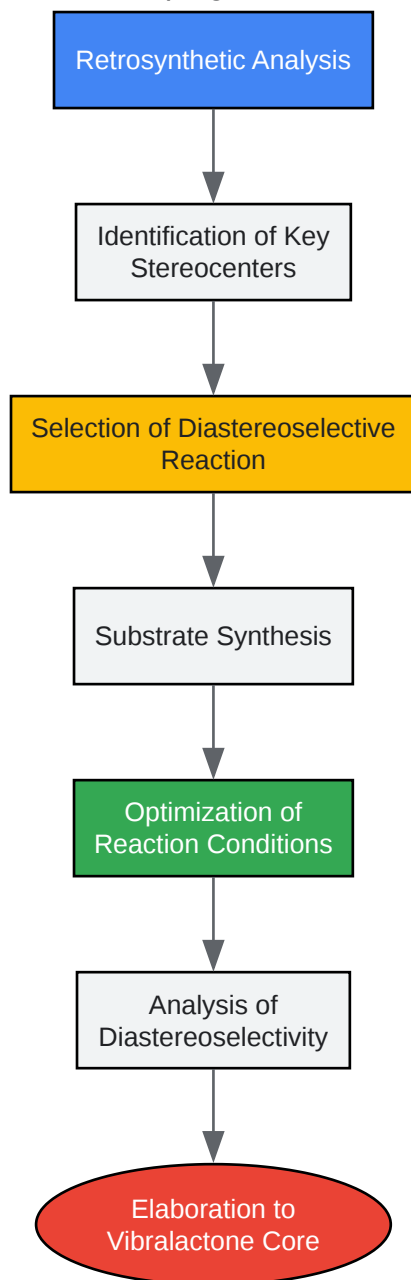 Retrosynthetic Analysis
Identification of Key
Stereocenters
Selection of Diastereoselective
Reaction
Substrate Synthesis
Optimization of
Reaction Conditions
Analysis of
Diastereoselectivity
Elaboration to
Vibralactone Core